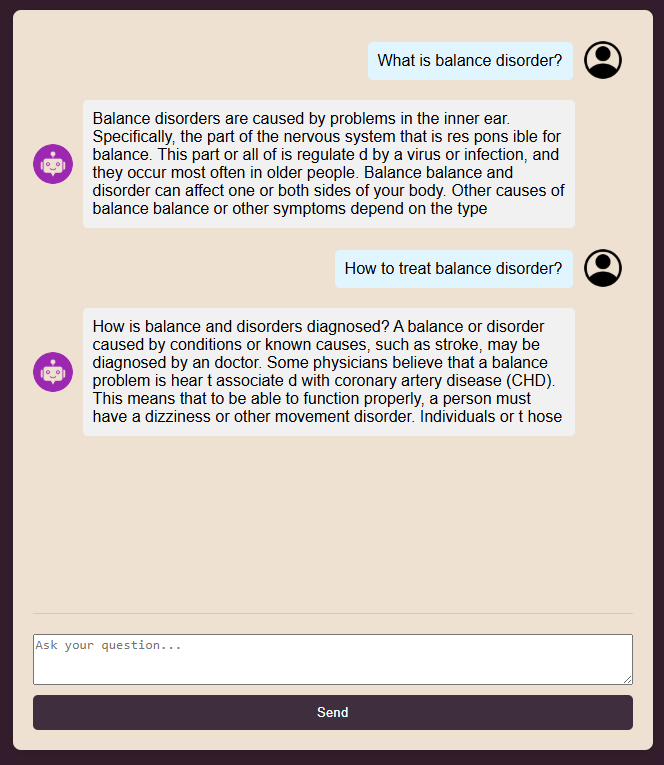 What is balance disorder?
Balance disorders are caused by problems in the inner ear.
Specifically, the part of the nervous system that is res pons ible for
balance. This part or all of is regulate d by a virus or infection, and
they occur most often in older people. Balance balance and
disorder can affect one or both sides of your body. Other causes of
balance balance or other symptoms depend on the type
How to treat balance disorder?
How is balance and disorders diagnosed? A balance or disorder
caused by conditions or known causes, such as stroke, may be
diagnosed by an doctor. Some physicians believe that a balance
problem is hear t associate d with coronary artery disease (CHD).
This means that to be able to function properly, a person must
have a dizziness or other movement disorder. Individuals or t hose
Ask your question...
Send